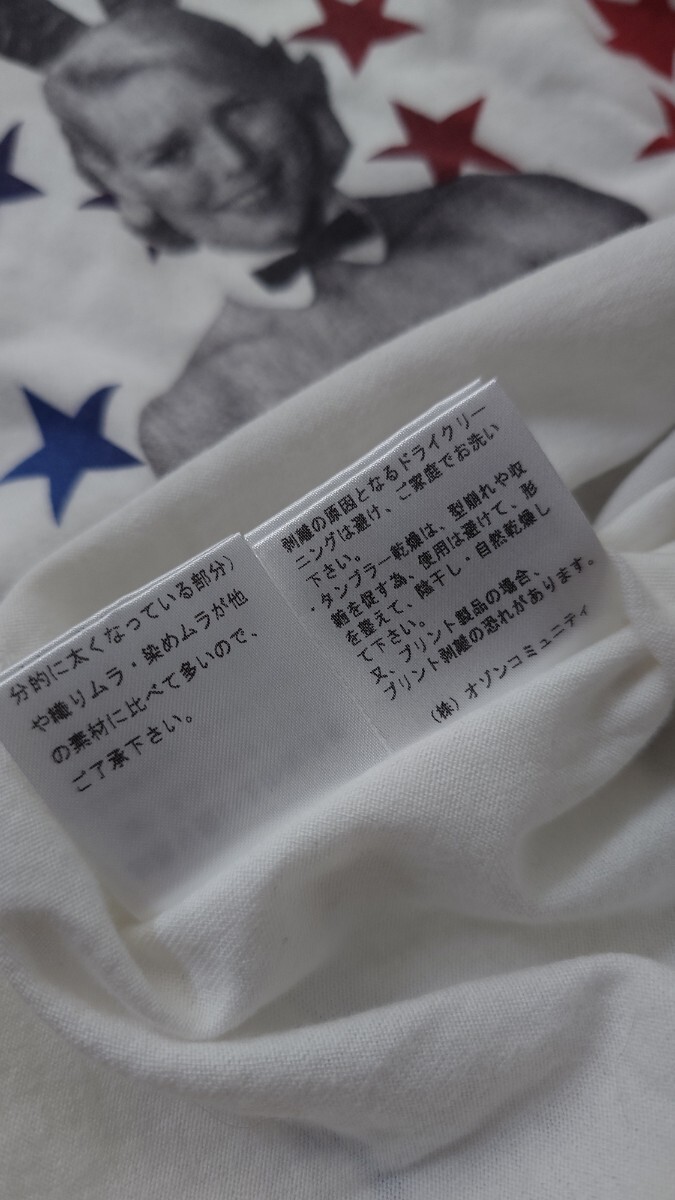 分的に太くなっている部分)
や織りムラ・染めムラが他
の素材に比べて多いので、
ご了承下さい。
剥離の原因となるドライクリー
ニングは避け、ご家庭でお洗い
下さい。
・タンブラー乾燥は、型崩れや収
縮を促す為、使用は避けて、形
を整えて、陰干し・自然乾燥し
て下さい。
又、プリント製品の場合、
プリント剥離の恐れがあります。
(株) オゾンコミュニティ